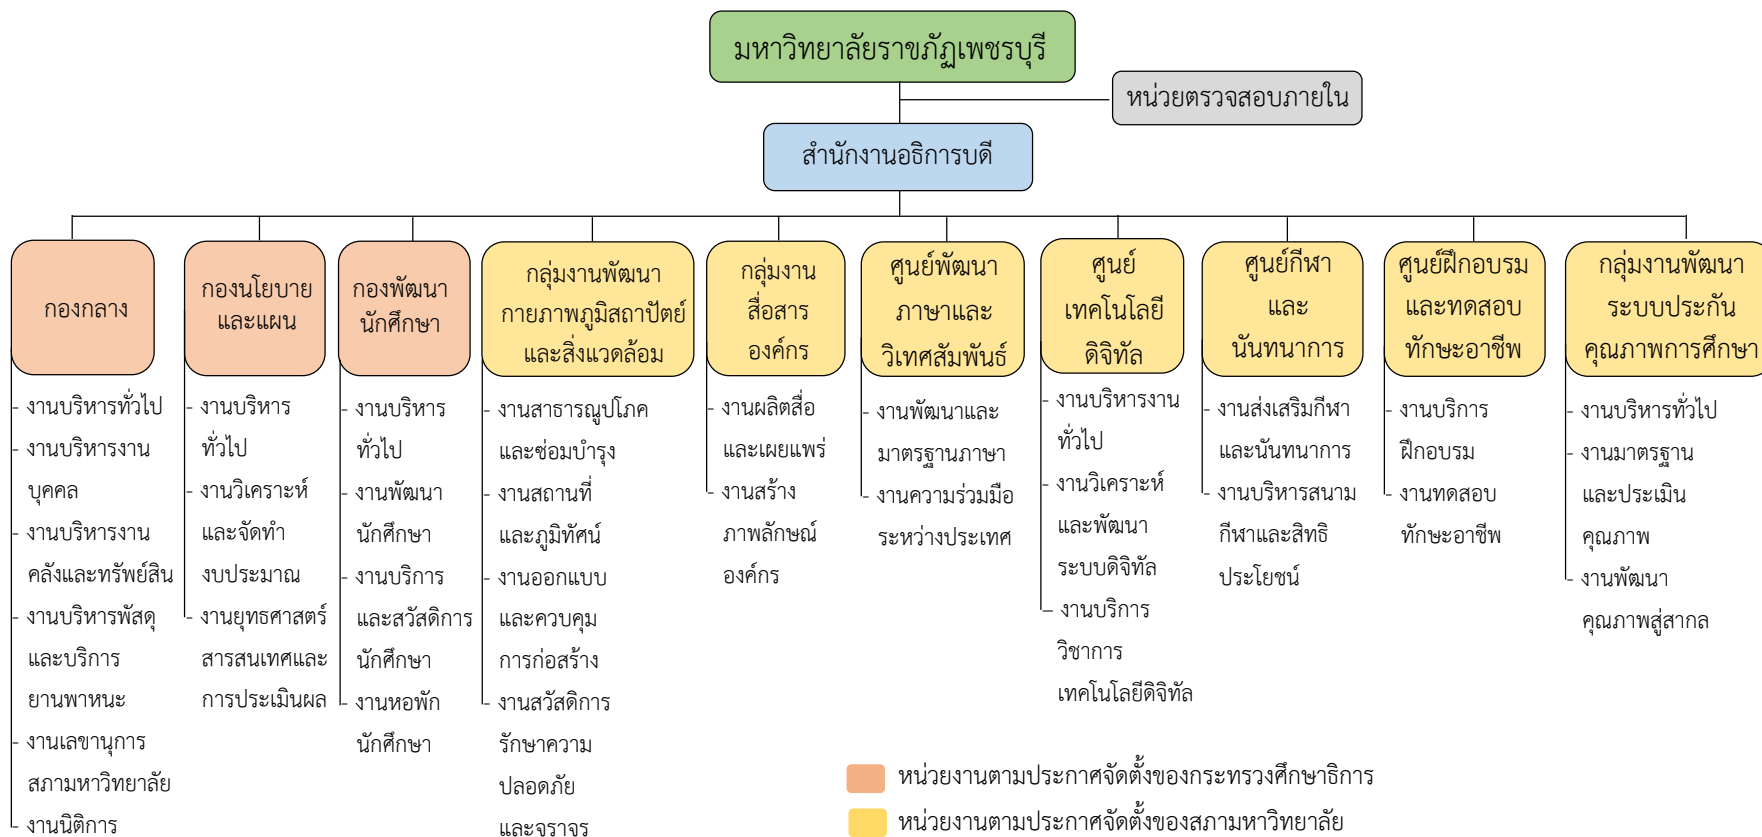 มหาวิทยาลัยราชภัฏเพชรบุรี
หน่วยตรวจสอบภายใน
สำนักงานอธิการบดี
กองกลาง
- งานบริหารทั่วไป
- งานบริหารงาน
บุคคล
- งานบริหารงาน
คลังและทรัพย์สิน
- งานบริหารพัสดุ
และบริการ
ยานพาหนะ
- งานเลขานุการ
สภามหาวิทยาลัย
- งานนิติการ
กองนโยบาย
และแผน
- งานบริหาร
ทั่วไป
- งานวิเคราะห์
และจัดทำ
งบประมาณ
- งานยุทธศาสตร์
สารสนเทศและ
การประเมินผล
กองพัฒนา
นักศึกษา
- งานบริหาร
ทั่วไป
- งานพัฒนา
นักศึกษา
- งานบริการ
และสวัสดิการ
นักศึกษา
- งานหอพัก
นักศึกษา
กลุ่มงานพัฒนา
กายภาพภูมิสถาปัตย์
และสิ่งแวดล้อม
- งานสาธารณูปโภค
และซ่อมบำรุง
- งานสถานที่
และภูมิทัศน์
- งานออกแบบ
และควบคุม
การก่อสร้าง
- งานสวัสดิการ
รักษาความ
ปลอดภัย
และจราจร
กลุ่มงาน
สื่อสาร
องค์กร
- งานผลิตสื่อ
และเผยแพร่
- งานสร้าง
ภาพลักษณ์
องค์กร
ศูนย์พัฒนา
ภาษาและ
วิเทศสัมพันธ์
- งานพัฒนาและ
มาตรฐานภาษา
- งานความร่วมมือ
ระหว่างประเทศ
ศูนย์
เทคโนโลยี
ดิจิทัล
- งานบริหารงาน
ทั่วไป
- งานวิเคราะห์
และพัฒนา
ระบบดิจิทัล
- งานบริการ
วิชาการ
เทคโนโลยีดิจิทัล
ศูนย์กีฬา
และ
นันทนาการ
- งานส่งเสริมกีฬา
และนันทนาการ
- งานบริหารสนาม
กีฬาและสิทธิ
ประโยชน์
ศูนย์ฝึกอบรม
และทดสอบ
ทักษะอาชีพ
- งานบริการ
ฝึกอบรม
- งานทดสอบ
ทักษะอาชีพ
กลุ่มงานพัฒนา
ระบบประกัน
คุณภาพการศึกษา
- งานบริหารทั่วไป
- งานมาตรฐาน
และประเมิน
คุณภาพ
- งานพัฒนา
คุณภาพสู่สากล
หน่วยงานตามประกาศจัดตั้งของกระทรวงศึกษาธิการ
หน่วยงานตามประกาศจัดตั้งของสภามหาวิทยาลัย